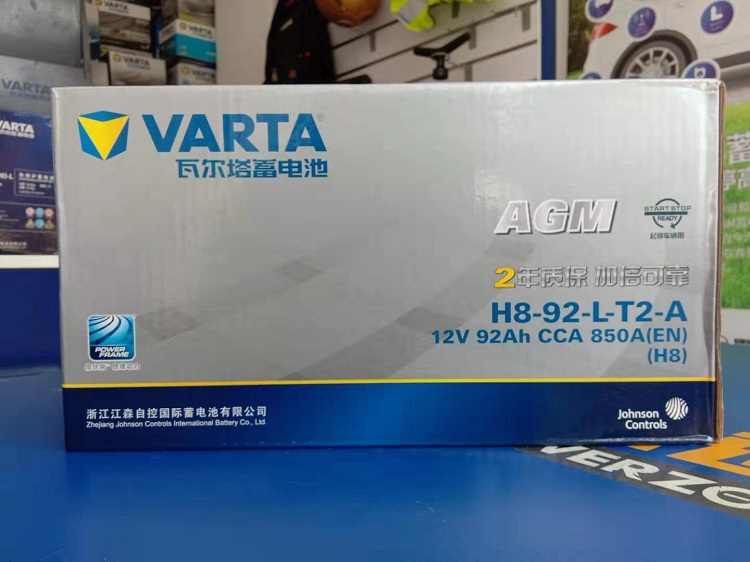 VARTA
瓦尔塔蓄电池
AGM
START STOP
READY
起停车辆用
2年质保 加倍可靠
H8-92-L-T2-A
12V 92Ah CCA 850A(EN)
(H8)
POWER
FRAME
浙江江森自控国际蓄电池有限公司
Zhejiang Johnson Controls International Battery Co., Ltd.
Johnson
Controls
VARTA